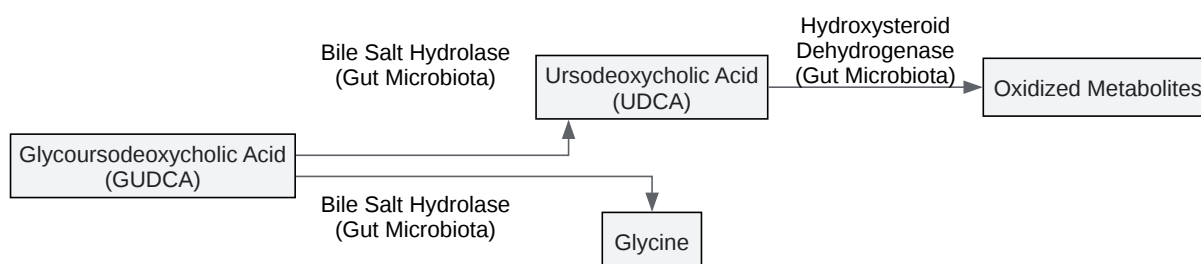 Hydroxysteroid
Dehydrogenase
(Gut Microbiota)
Bile Salt Hydrolase
(Gut Microbiota)
Ursodeoxycholic Acid
(UDCA)
Oxidized Metabolites
Glycoursodeoxycholic Acid
(GUDCA)
Bile Salt Hydrolase
(Gut Microbiota)
Glycine